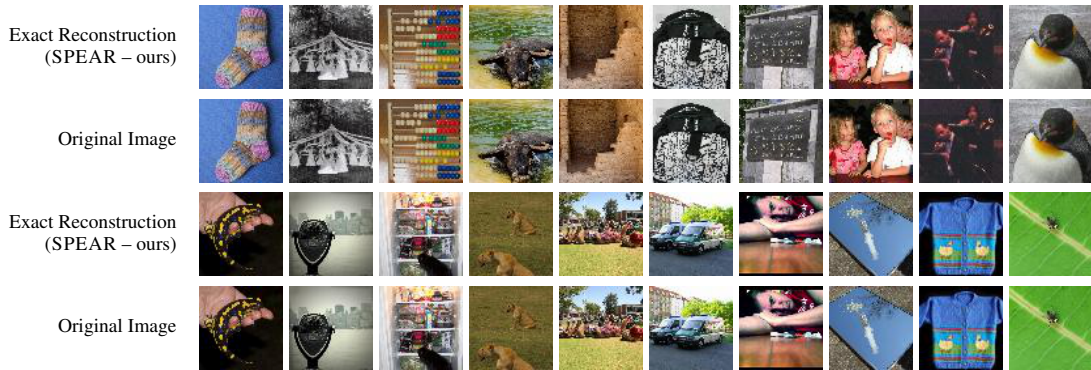 Exact Reconstruction
(SPEAR – ours)
Original Image
Exact Reconstruction
(SPEAR – ours)
Original Image